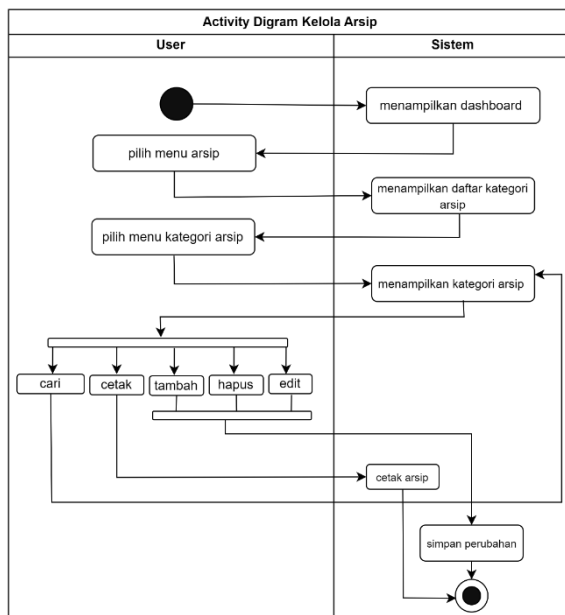 Activity Digram Kelola Arsip
User
Sistem
menampilkan dashboard
pilih menu arsip
menampilkan daftar kategori
arsip
pilih menu kategori arsip
menampilkan kategori arsip
cari
cetak
tambah
hapus
edit
cetak arsip
simpan perubahan